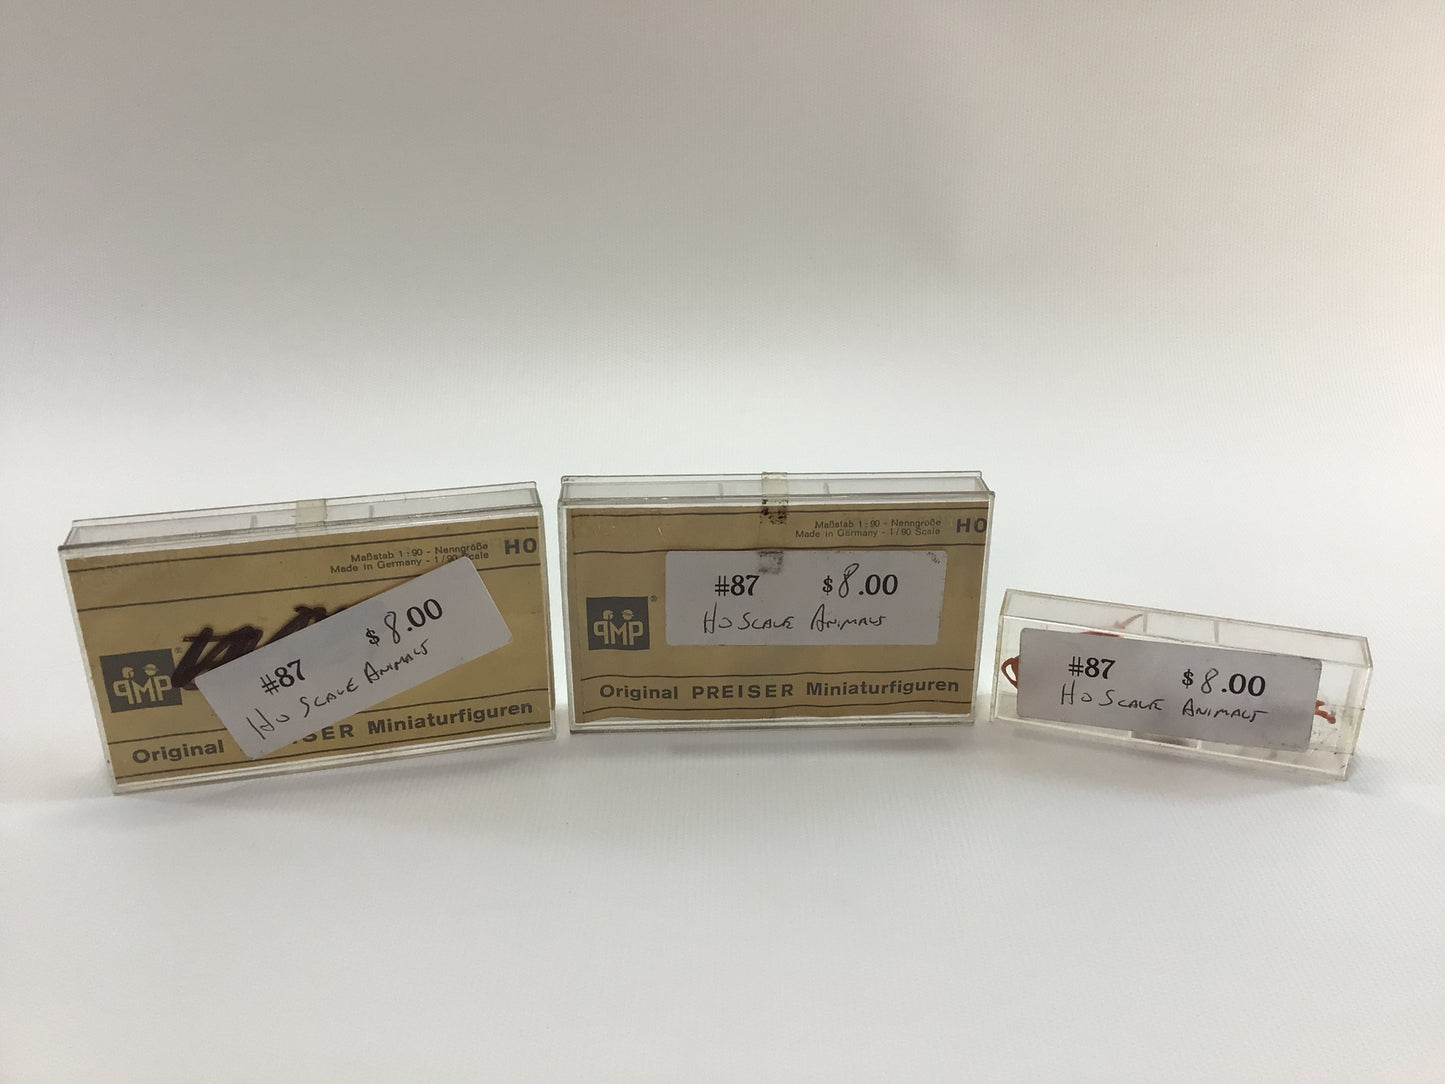 Maßstab 1:90 - Nenngröße HO
Made in Germany - 1/90 Scale
PMP ®
#87 $8.00
HO SCALE ANIMALS
Original PREISER Miniaturfiguren
Maßstab 1:90 - Nenngröße HO
Made in Germany - 1/90 Scale
PMP ®
#87 $8.00
HO SCALE ANIMALS
Original PREISER Miniaturfiguren
#87 $8.00
HO SCALE ANIMALS